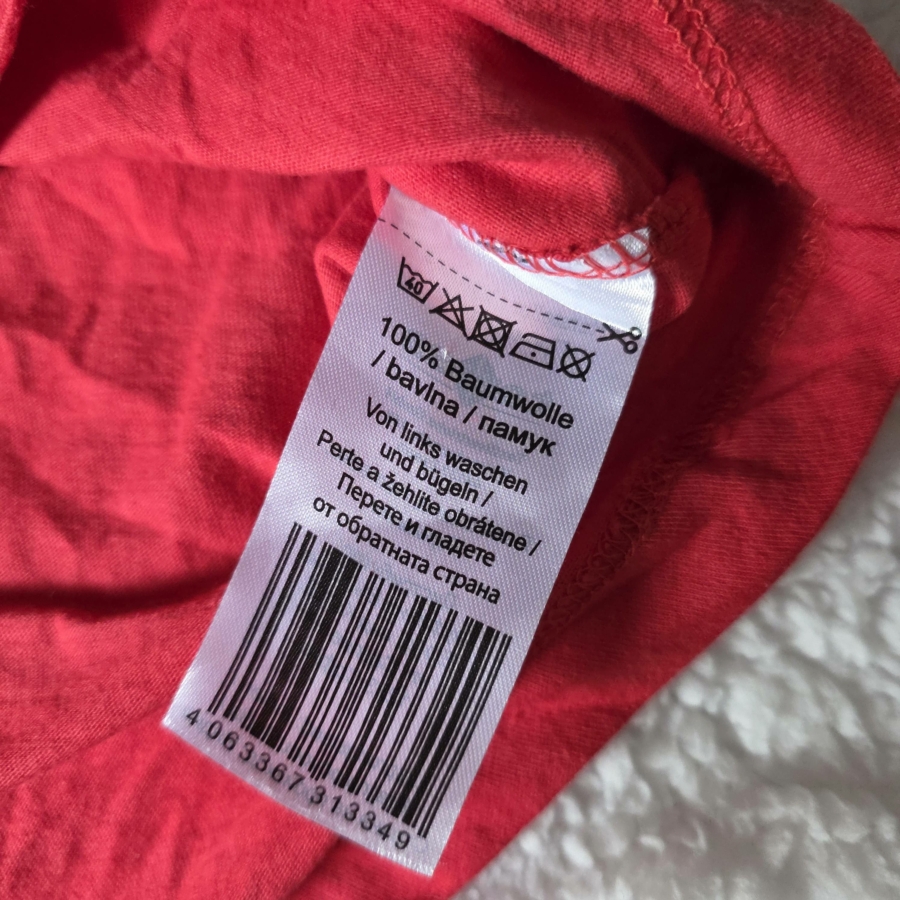 40
100% Baumwolle
/ bavlna / памук
Von links waschen
und bügeln /
Perte a žehlite obrátene /
Перете и гладете
от обратната страна
4 063367 313349